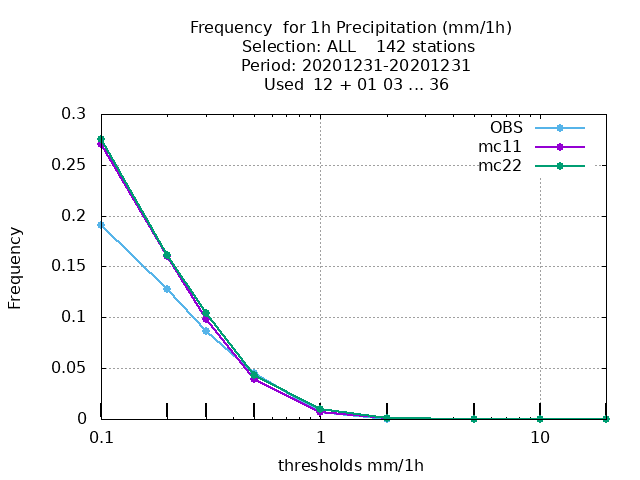 Frequency  for 1h Precipitation (mm/1h)
Selection: ALL    142 stations
Period: 20201231-20201231
Used  12 + 01 03 ... 36
OBS
mc11
mc22
Frequency
0.3
0.25
0.2
0.15
0.1
0.05
0
0.1 1 10
thresholds mm/1h